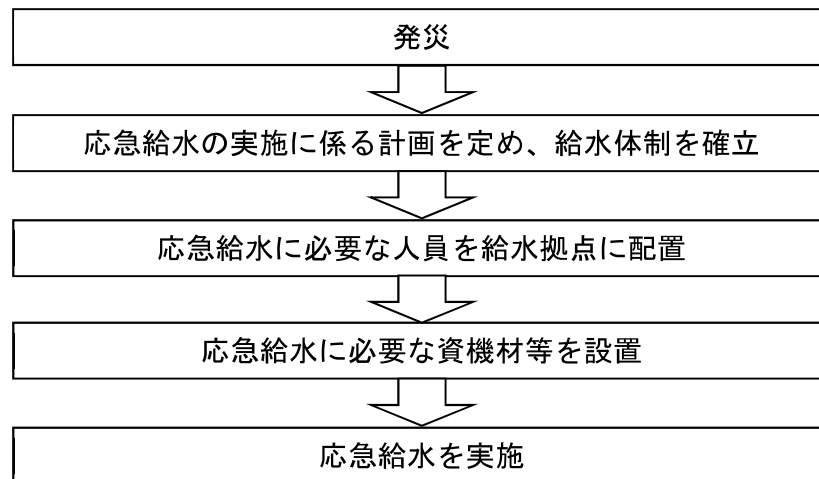 発災
応急給水の実施に係る計画を定め、給水体制を確立
応急給水に必要な人員を給水拠点に配置
応急給水に必要な資機材等を設置
応急給水を実施